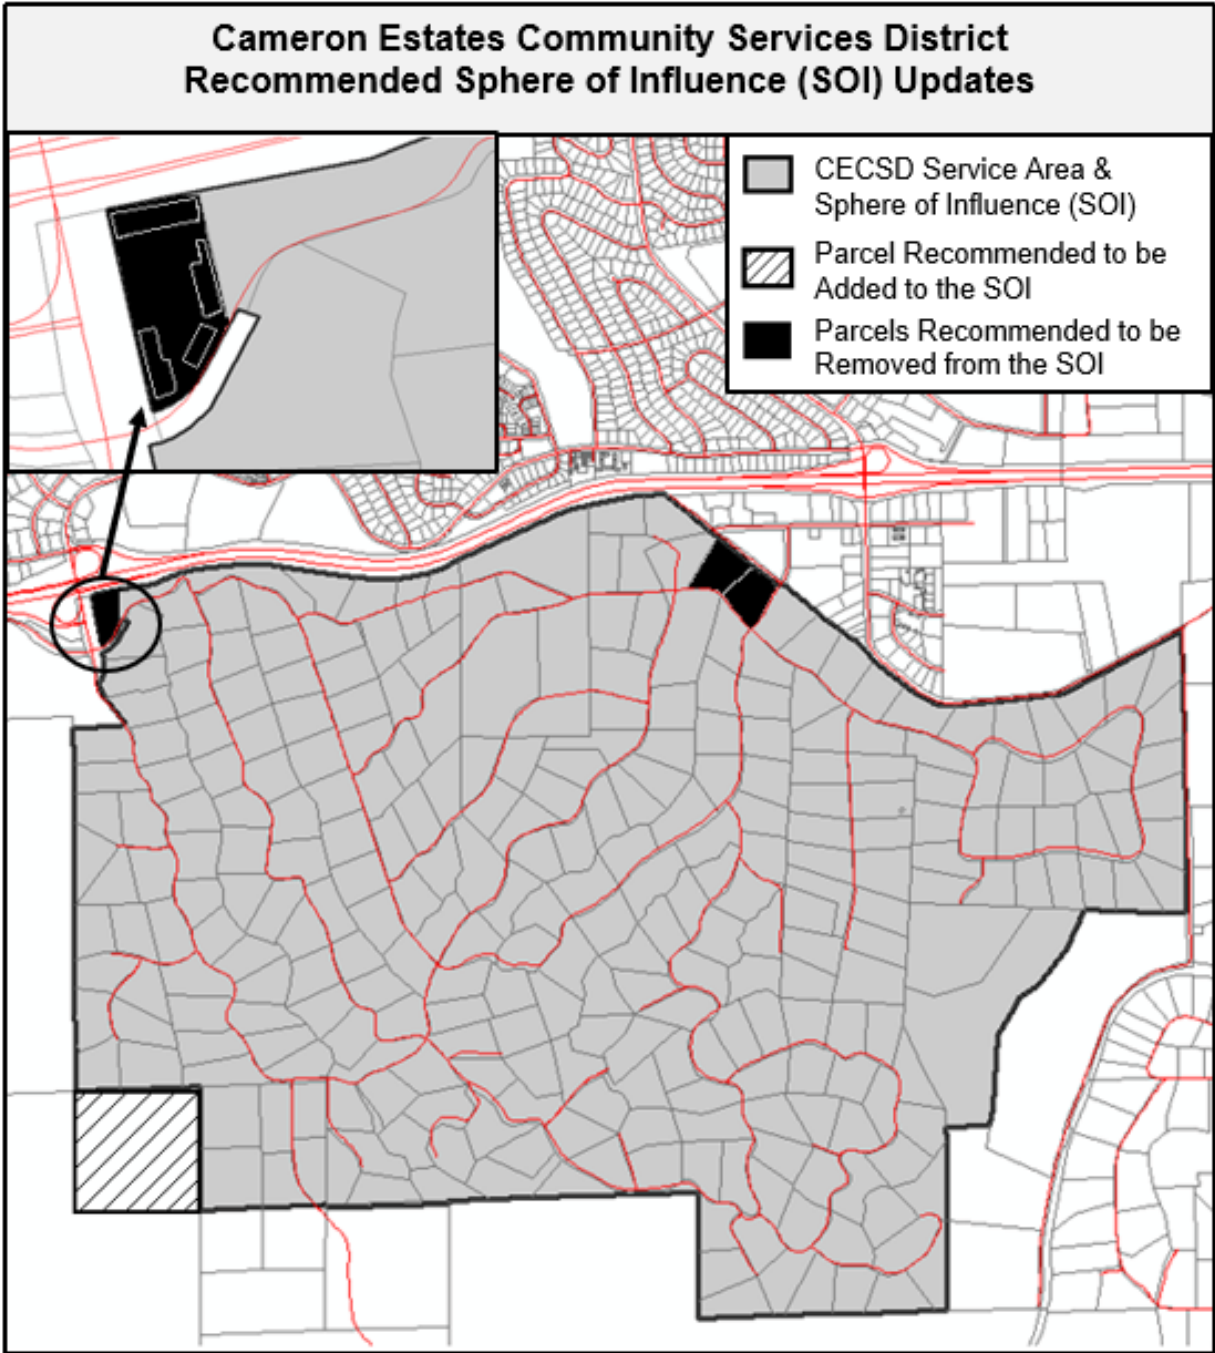 Cameron Estates Community Services District
Recommended Sphere of Influence (SOI) Updates
CECSD Service Area &
Sphere of Influence (SOI)
Parcel Recommended to be
Added to the SOI
Parcels Recommended to be
Removed from the SOI